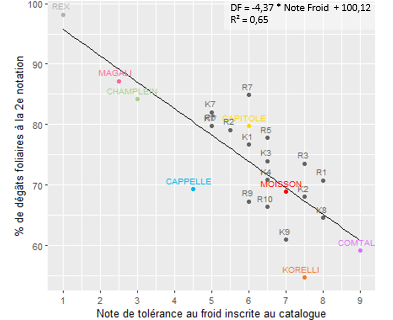 DF = -4,37 * Note Froid + 100,12
R² = 0,65
100
90
80
70
60
% de dégâts foliaires à la 2e notation
REX
MAGALI
CHAMPLEIN
R7
K7
R2
CAPITOLE
K1
R5
K3
R3
K4
R1
CAPPELLE
MOISSON
R9
R10
K2
K8
K9
COMTAL
KORELLI
1
2
3
4
5
6
7
8
9
Note de tolérance au froid inscrite au catalogue